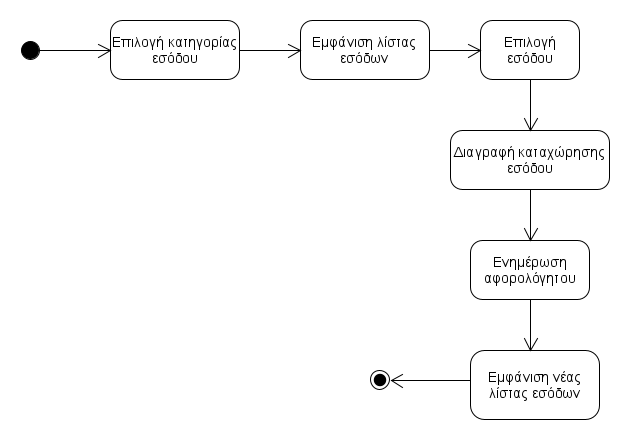 Επιλογή κατηγορίας
εσόδου
Εμφάνιση λίστας
εσόδων
Επιλογή
εσόδου
Διαγραφή καταχώρησης
εσόδου
Ενημέρωση
αφορολόγητου
Εμφάνιση νέας
λίστας εσόδων